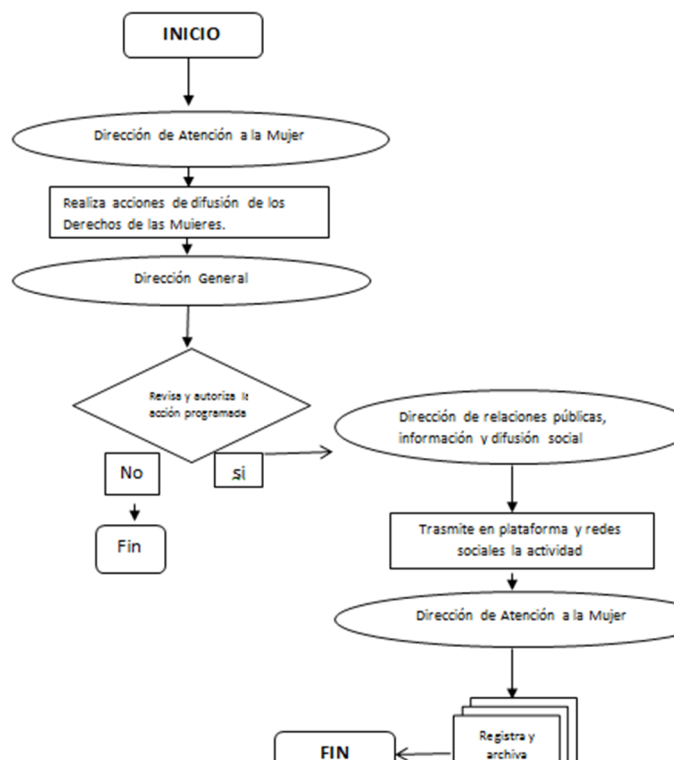 INICIO
Dirección de Atención a la Mujer
Realiza acciones de difusión de los
Derechos de las Mujeres.
Dirección General
Revisa y autoriza la
acción programada
No
si
Fin
Dirección de relaciones públicas,
información y difusión social
Trasmite en plataforma y redes
sociales la actividad
Dirección de Atención a la Mujer
Registra y
archiva
FIN